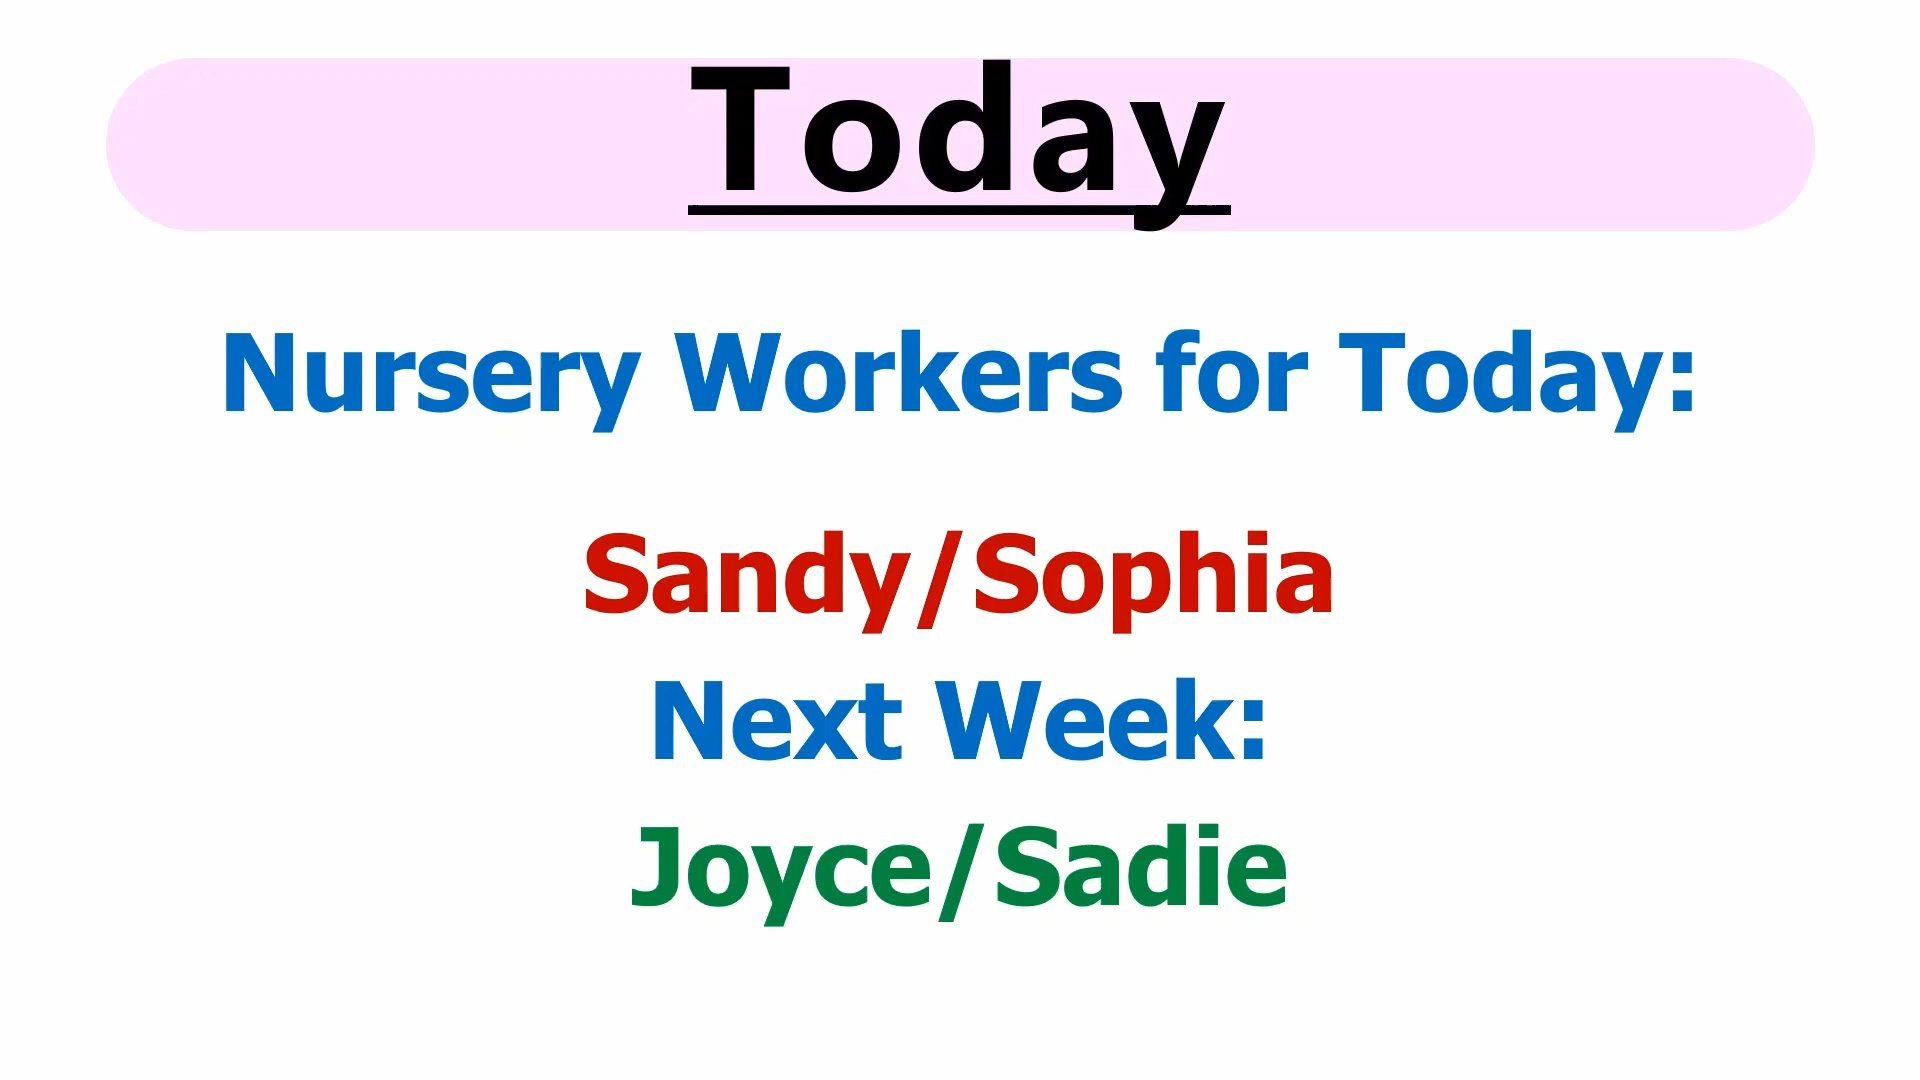 Today
Nursery Workers for Today:
Sandy/Sophia
Next Week:
Joyce/Sadie